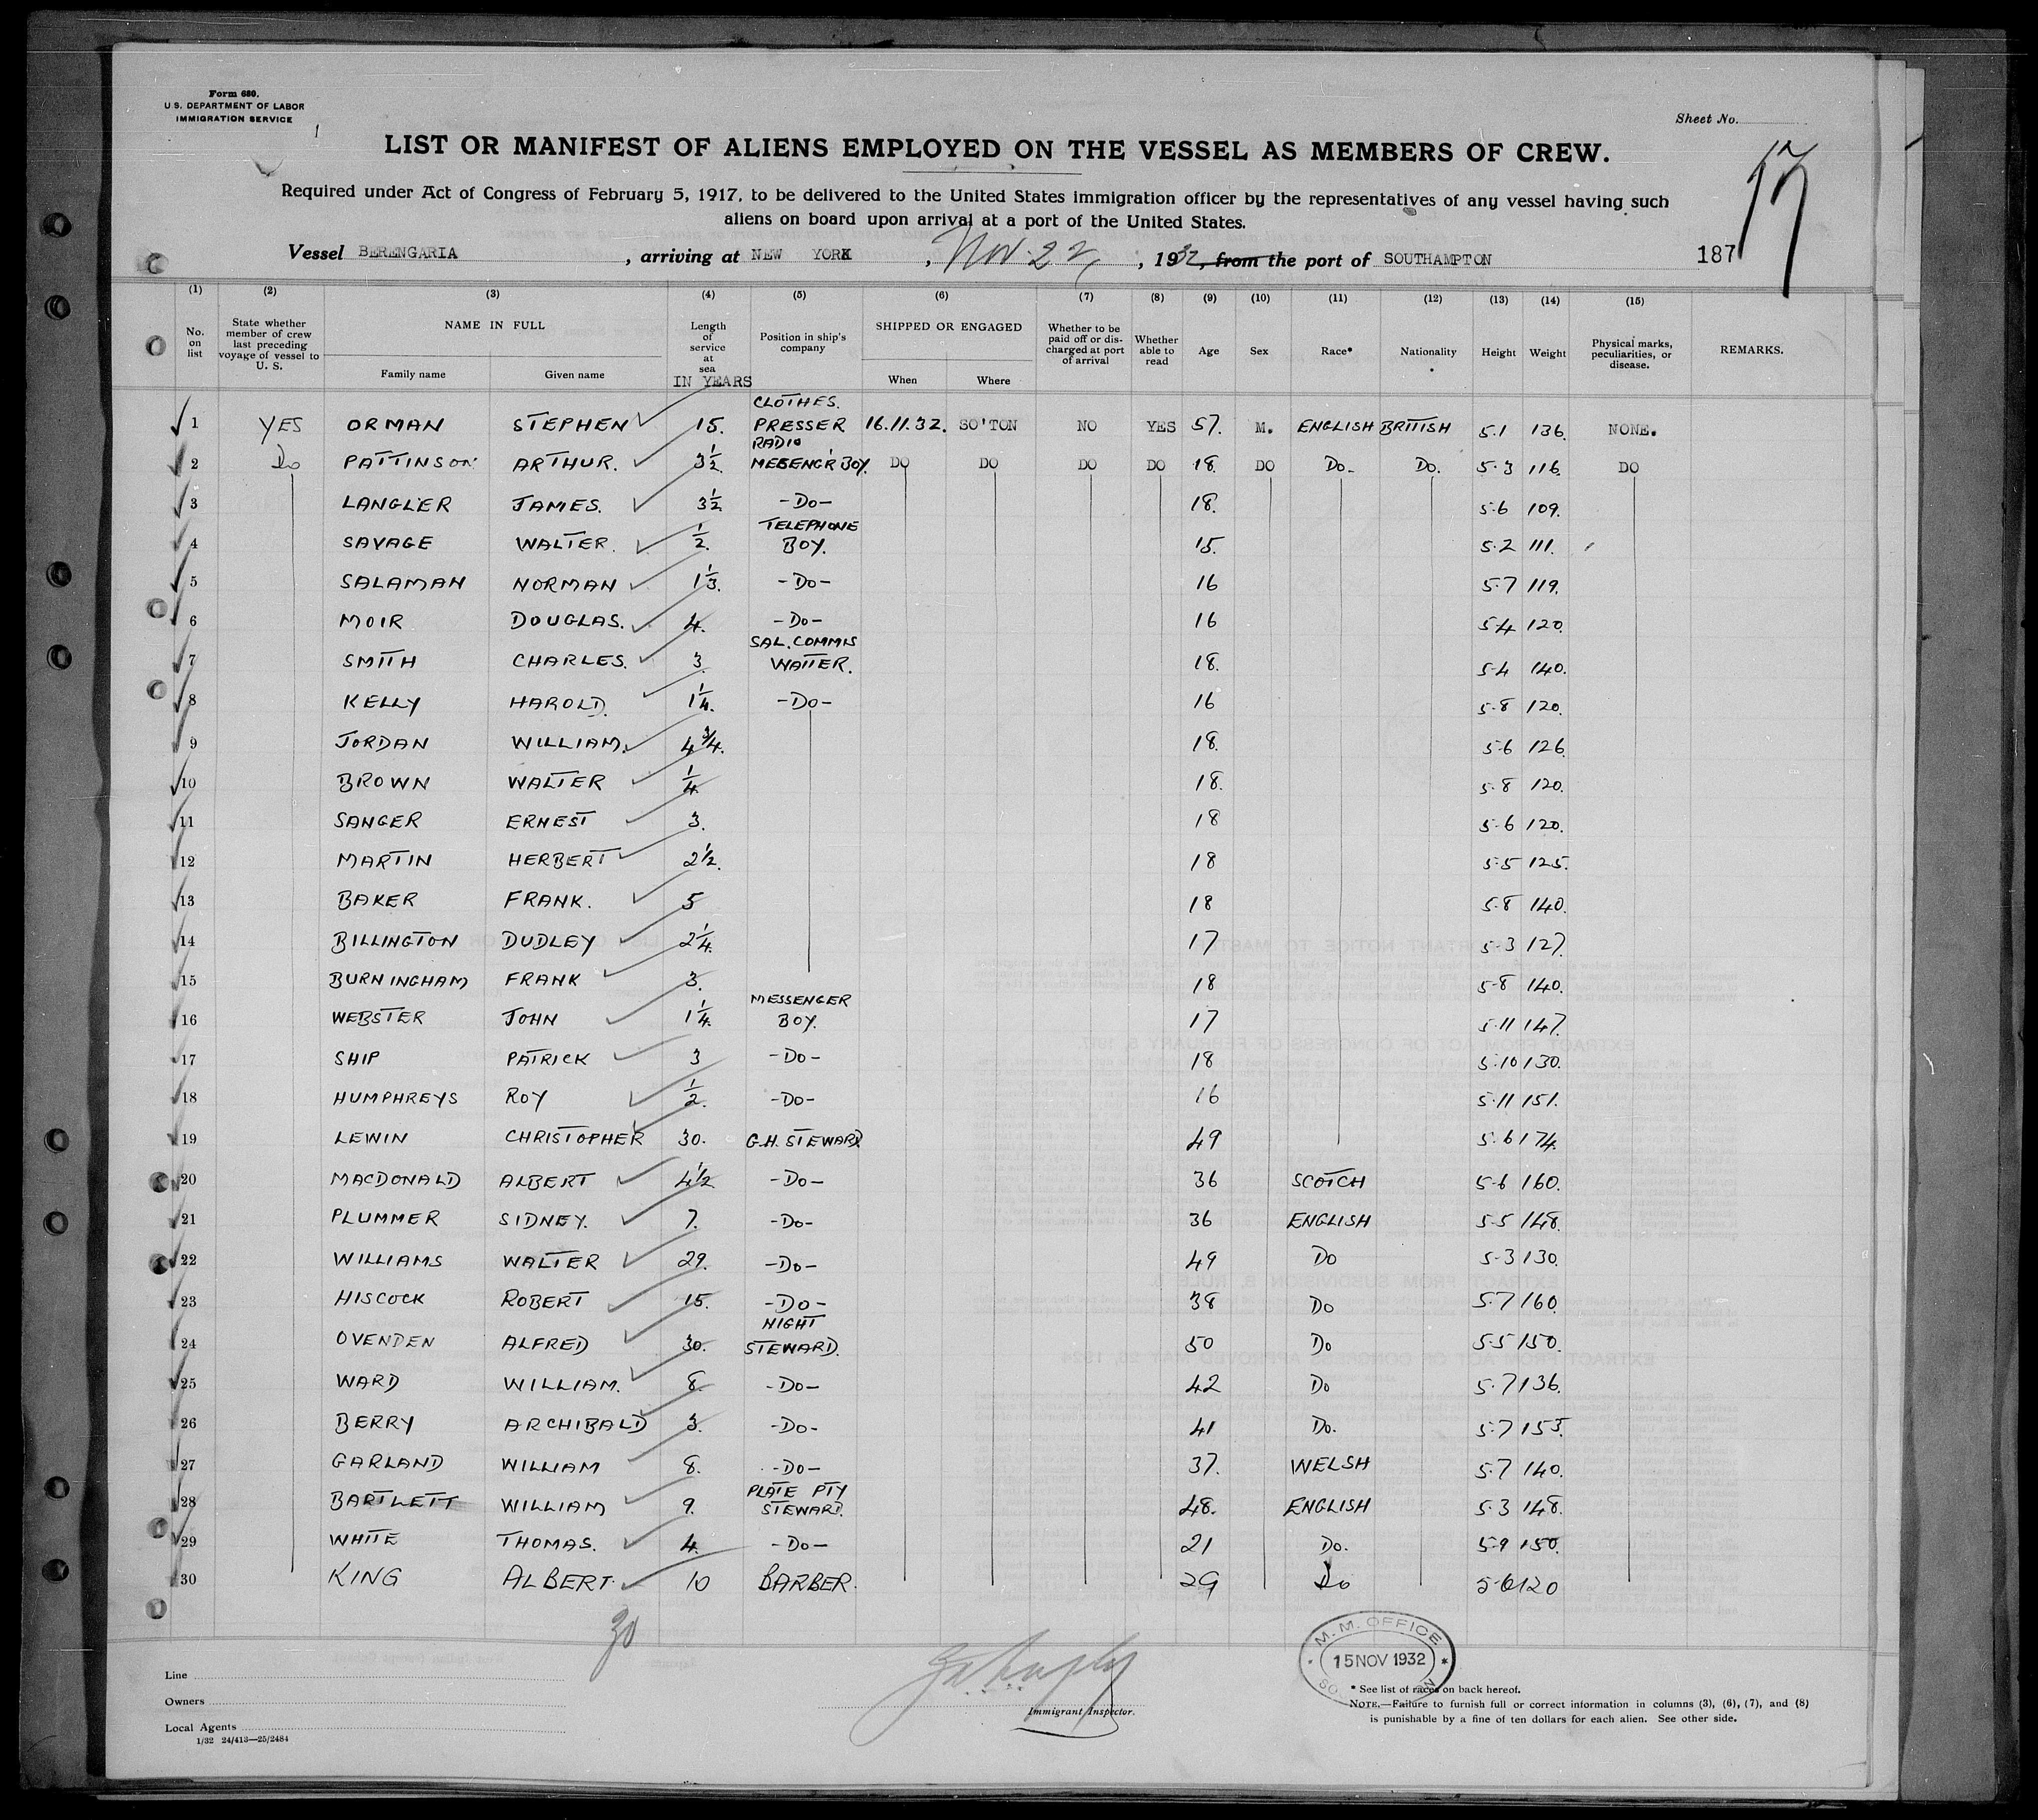 Form 680.
U.S. DEPARTMENT OF LABOR
IMMIGRATION SERVICE
Sheet No.
17
LIST OR MANIFEST OF ALIENS EMPLOYED ON THE VESSEL AS MEMBERS OF CREW.
Required under Act of Congress of February 5, 1917, to be delivered to the United States immigration officer by the representatives of any vessel having such
aliens on board upon arrival at a port of the United States.
Vessel BERENGARIA , arriving at NEW YORK , Nov. 22, , 1932, from the port of SOUTHAMPTON 187
(1) (2) (3) (4) (5) (6) (7) (8) (9) (10) (11) (12) (13) (14) (15)
No. on list State whether member of crew last preceding voyage of vessel to U. S. NAME IN FULL Family name Given name Length of service at sea IN YEARS Position in ship's company SHIPPED OR ENGAGED When Where Whether to be paid off or discharged at port of arrival Whether able to read Age Sex Race* Nationality Height Weight Physical marks, peculiarities, or disease. REMARKS.
1 YES ORMAN STEPHEN 15. CLOTHES. PRESSER 16.11.32. SO'TON NO YES 57. M. ENGLISH BRITISH 5.1 136. NONE.
2 Do PATTINSON ARTHUR. 3½. RADIO MESENG'R BOY. DO DO DO DO 18. DO Do- Do. 5.3 116. DO
3 LANGLER JAMES. 3½. -Do- 18. 5.6 109.
4 SAVAGE WALTER. ½. TELEPHONE BOY. 15. 5.2 111.
5 SALAMAN NORMAN 1⅓. -Do- 16 5.7 119.
6 MOIR DOUGLAS. 4. -Do- 16 5.4 120.
7 SMITH CHARLES. 3. SAL. COMMIS WAITER. 18. 5.4 140.
8 KELLY HAROLD. 1¼. -Do- 16 5.8 120.
9 JORDAN WILLIAM. 4¾. 18. 5.6 126
10 BROWN WALTER ¼. 18. 5.8 120.
11 SANGER ERNEST 3. 18 5.6 120.
12 MARTIN HERBERT 2½. 18 5.5 125.
13 BAKER FRANK. 5 18 5.8 140.
14 BILLINGTON DUDLEY 2¼. 17 5.3 127.
15 BURNINGHAM FRANK 3. 18 5.8 140.
16 WEBSTER JOHN 1¼. MESSENGER BOY. 17 5.11 147.
17 SHIP PATRICK 3 -Do- 18 5.10 130.
18 HUMPHREYS ROY ½. -Do- 16 5.11 151.
19 LEWIN CHRISTOPHER 30. G.H. STEWARD 49 5.6 174.
20 MACDONALD ALBERT 4½ -Do- 36 SCOTCH 5.6 160.
21 PLUMMER SIDNEY. 7. -Do- 36 ENGLISH 5.5 148.
22 WILLIAMS WALTER 29. -Do- 49 Do 5.3 130.
23 HISCOCK ROBERT 15. -Do- 38 Do 5.7 160.
24 OVENDEN ALFRED 30. NIGHT STEWARD. 50 Do 5.5 150.
25 WARD WILLIAM. 8. -Do- 42 Do 5.7 136.
26 BERRY ARCHIBALD 3. -Do- 41 Do. 5.7 153.
27 GARLAND WILLIAM 8. -Do- 37. WELSH 5.7 140.
28 BARTLETT WILLIAM 9. PLATE PTY STEWARD. 48. ENGLISH 5.3 148.
29 WHITE THOMAS. 4. -Do- 21 Do. 5.9 150.
30 KING ALBERT. 10 BARBER. 29 Do 5.6 120
30
M. M. OFFICE
15 NOV 1932
Line
Owners
Local Agents
1/32 24/413—25/2484
Immigrant Inspector.
* See list of races on back hereof.
NOTE.—Failure to furnish full or correct information in columns (3), (6), (7), and (8)
is punishable by a fine of ten dollars for each alien. See other side.